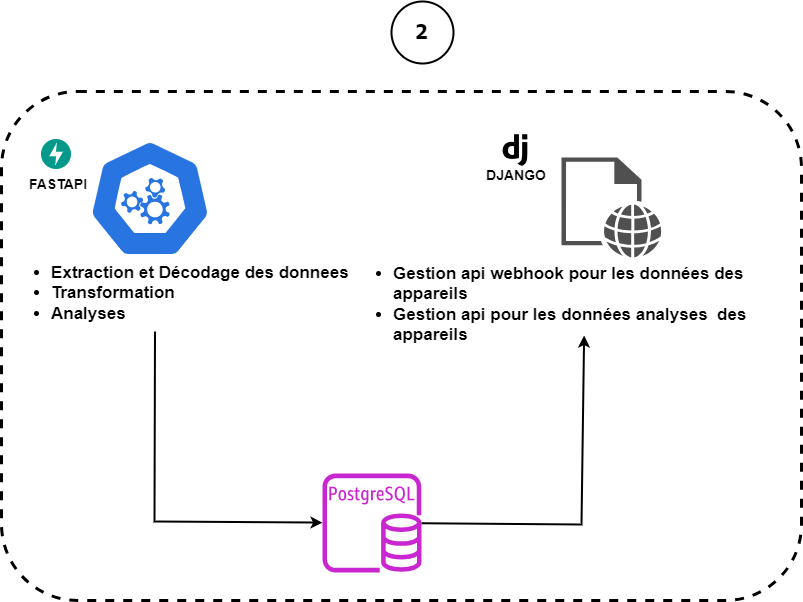 2
FASTAPI
• Extraction et Décodage des donnees
• Transformation
• Analyses
dj
DJANGO
• Gestion api webhook pour les données des
appareils
• Gestion api pour les données analyses des
appareils
PostgreSQL